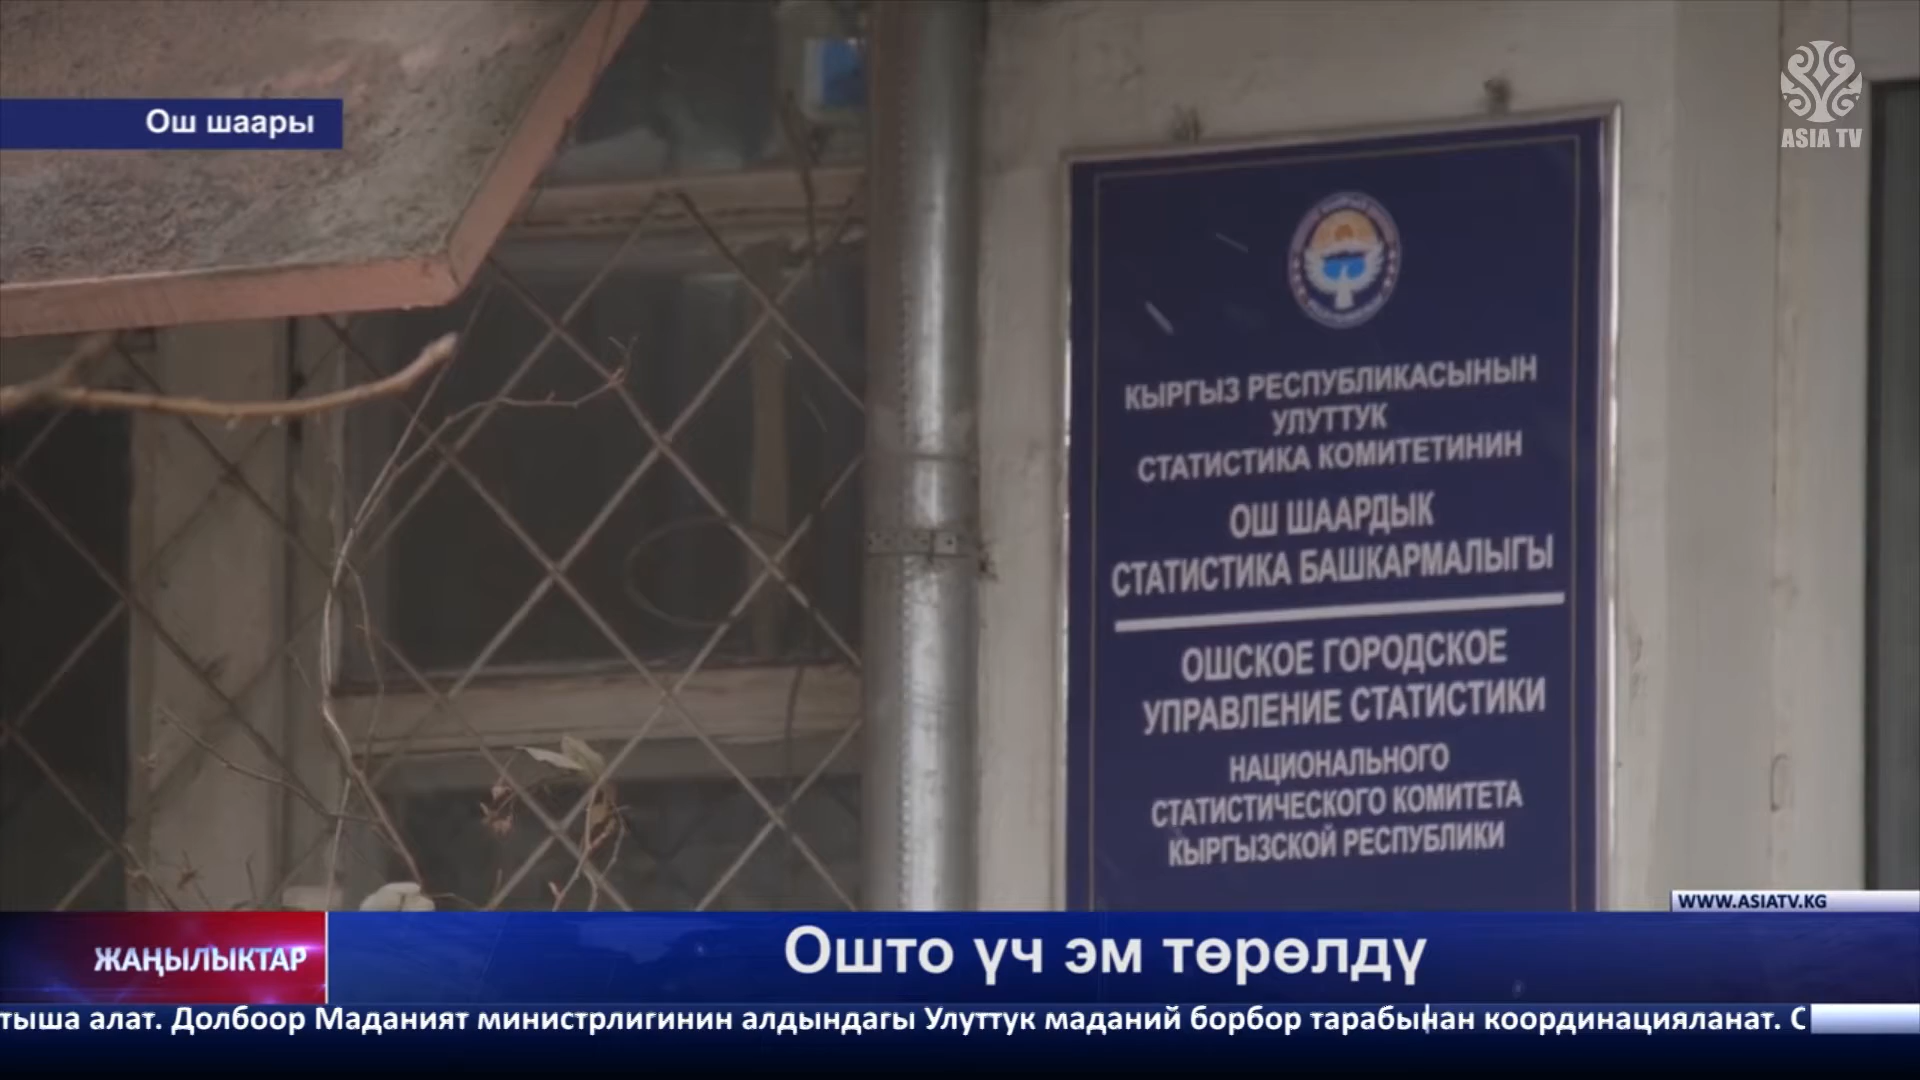 Ош шаары
ASIA TV
КЫРГЫЗ РЕСПУБЛИКАСЫНЫН
УЛУТТУК
СТАТИСТИКА КОМИТЕТИНИН
ОШ ШААРДЫК
СТАТИСТИКА БАШКАРМАЛЫГЫ
ОШСКОЕ ГОРОДСКОЕ
УПРАВЛЕНИЕ СТАТИСТИКИ
НАЦИОНАЛЬНОГО
СТАТИСТИЧЕСКОГО КОМИТЕТА
КЫРГЫЗСКОЙ РЕСПУБЛИКИ
WWW.ASIATV.KG
ЖАҢЫЛЫКТАР
Ошто үч эм төрөлдү
тыша алат. Долбоор Маданият министрлигинин алдындагы Улуттук маданий борбор тарабынан координацияланат. С